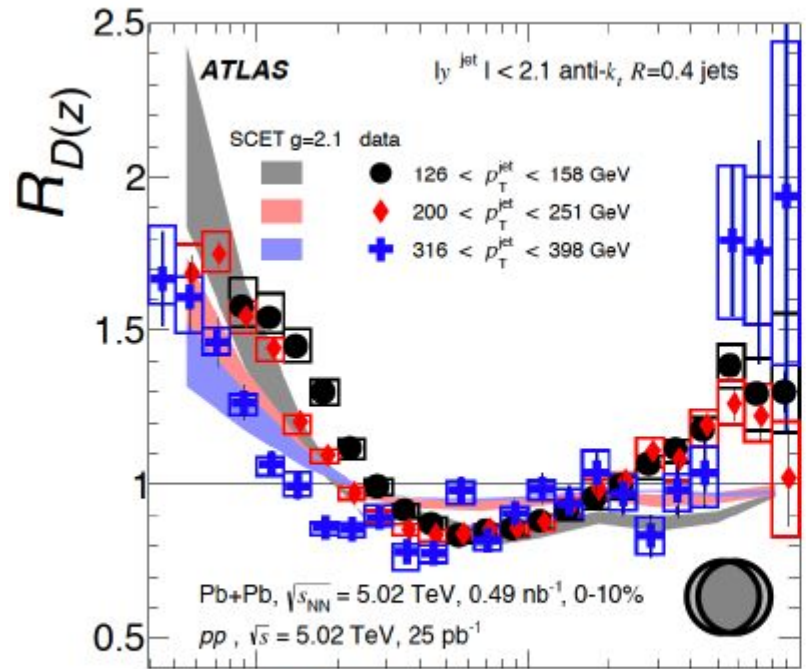 2.5
ATLAS
|y^jet| < 2.1 anti-k_t R=0.4 jets
SCET g=2.1 data
126 < p_T^jet < 158 GeV
2
200 < p_T^jet < 251 GeV
316 < p_T^jet < 398 GeV
R_D(z)
1.5
1
Pb+Pb, √s_NN = 5.02 TeV, 0.49 nb⁻¹, 0-10%
0.5
pp , √s = 5.02 TeV, 25 pb⁻¹